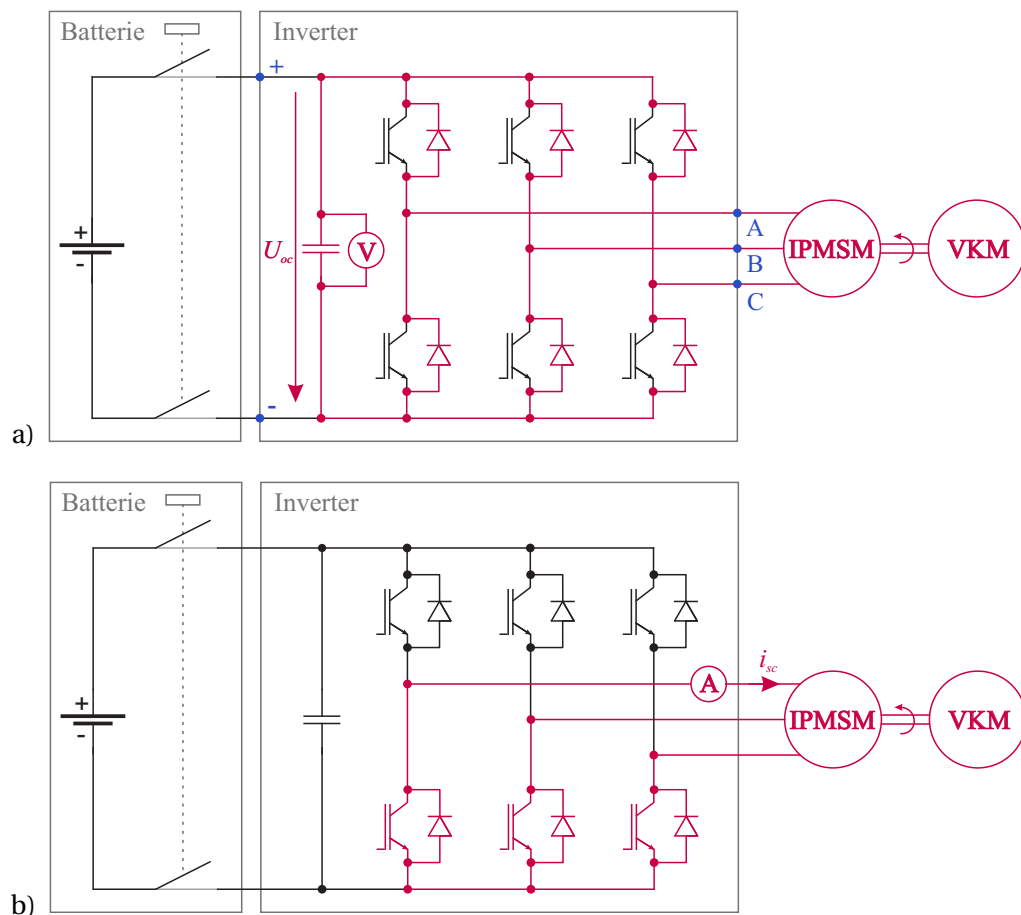 Batterie
Inverter
+
+
-
U_oc
V
A
B
C
IPMSM
VKM
-
a)
Batterie
Inverter
A
i_sc
+
-
IPMSM
VKM
b)